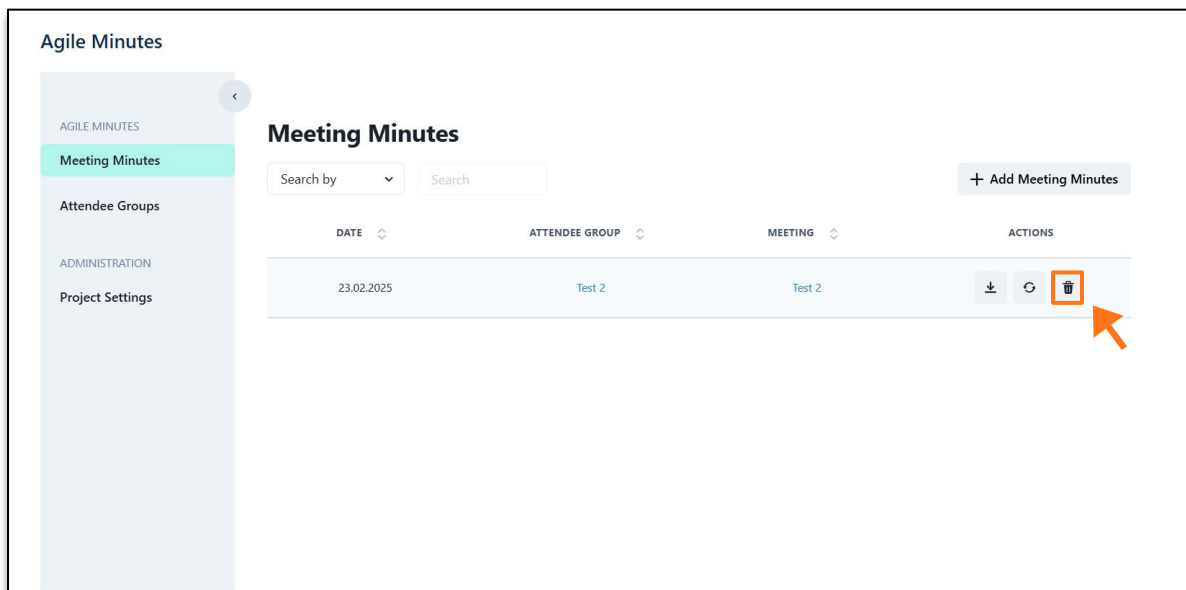 Agile Minutes
AGILE MINUTES
Meeting Minutes
Attendee Groups
ADMINISTRATION
Project Settings
Meeting Minutes
Search by Search + Add Meeting Minutes
DATE ATTENDEE GROUP MEETING ACTIONS
23.02.2025 Test 2 Test 2